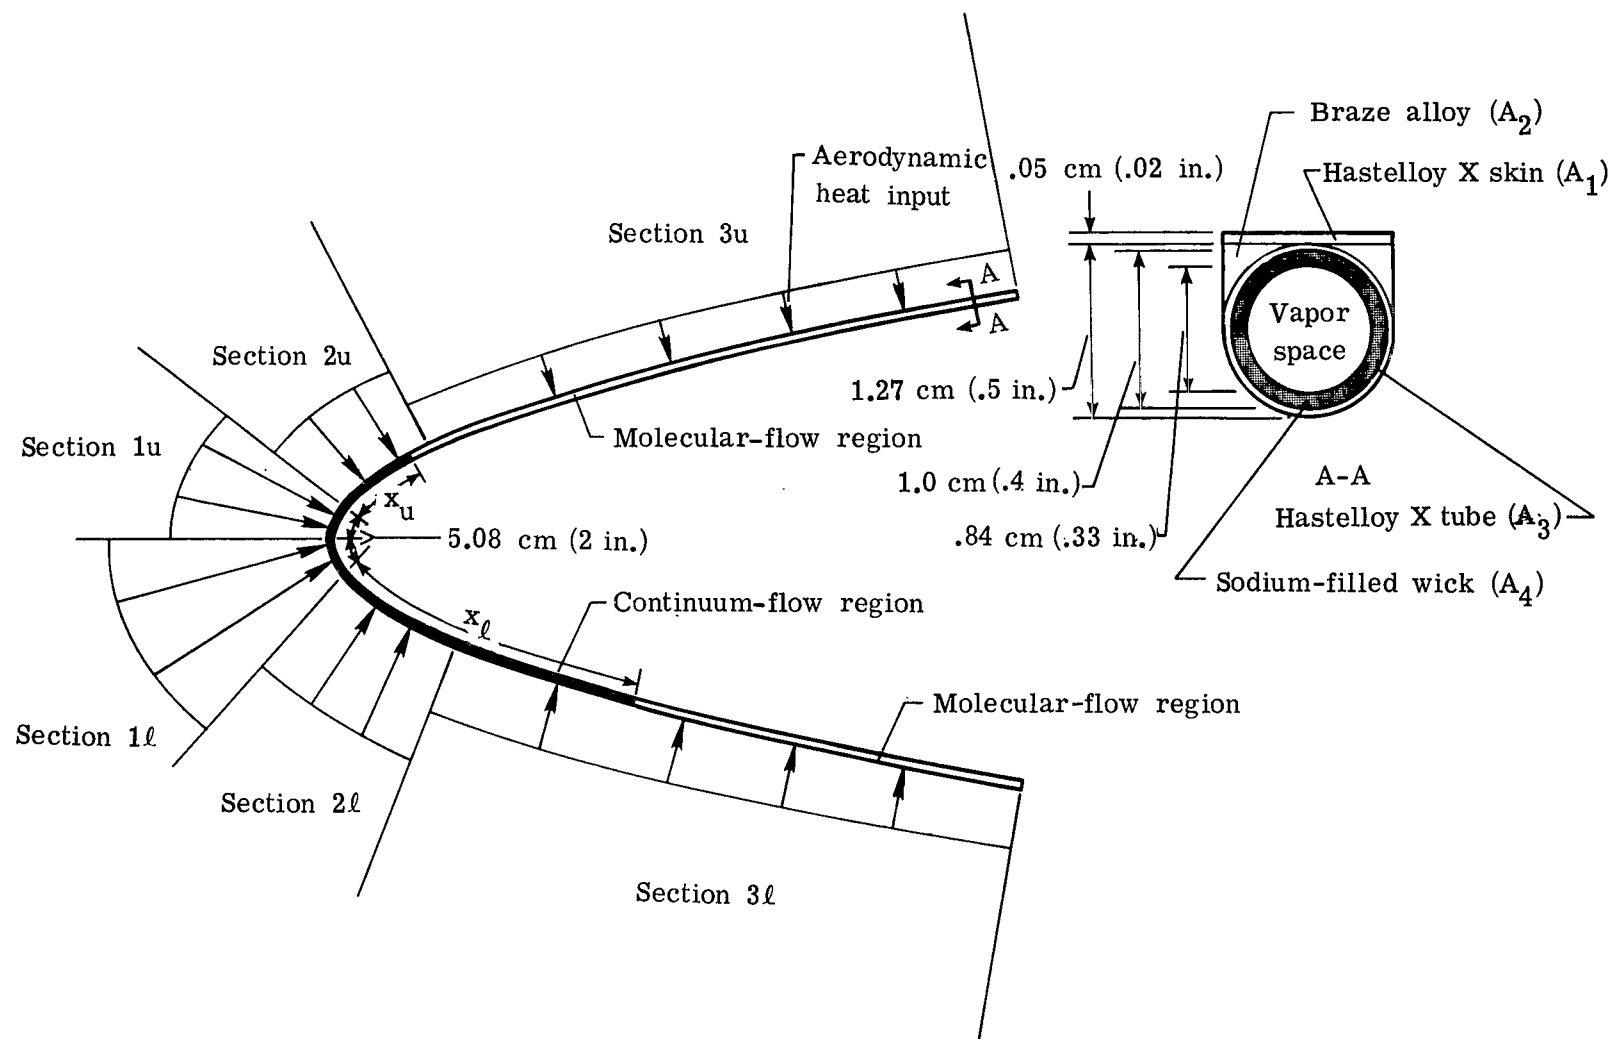 Braze alloy (A2)
Aerodynamic
heat input
.05 cm (.02 in.)
Hastelloy X skin (A1)
Section 3u
A
A
Vapor
space
Section 2u
1.27 cm (.5 in.)
Section 1u
Molecular-flow region
1.0 cm (.4 in.)
A-A
xu
Hastelloy X tube (A3)
5.08 cm (2 in.)
.84 cm (.33 in.)
Sodium-filled wick (A4)
Continuum-flow region
xℓ
Molecular-flow region
Section 1ℓ
Section 2ℓ
Section 3ℓ